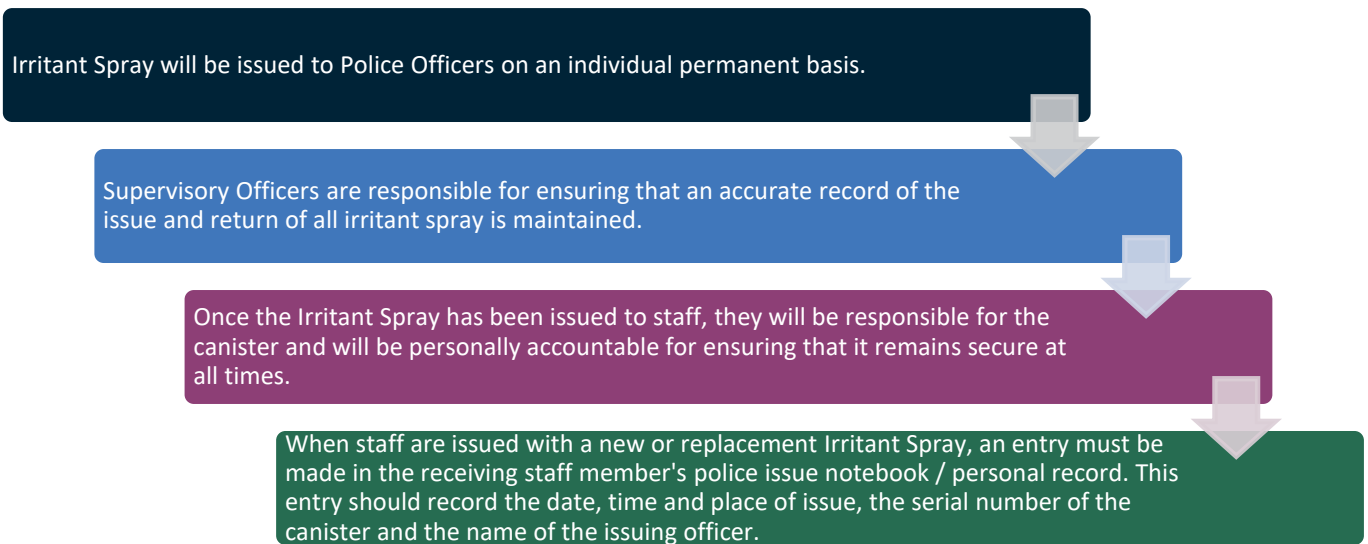 Irritant Spray will be issued to Police Officers on an individual permanent basis.
Supervisory Officers are responsible for ensuring that an accurate record of the
issue and return of all irritant spray is maintained.
Once the Irritant Spray has been issued to staff, they will be responsible for the
canister and will be personally accountable for ensuring that it remains secure at
all times.
When staff are issued with a new or replacement Irritant Spray, an entry must be
made in the receiving staff member's police issue notebook / personal record. This
entry should record the date, time and place of issue, the serial number of the
canister and the name of the issuing officer.